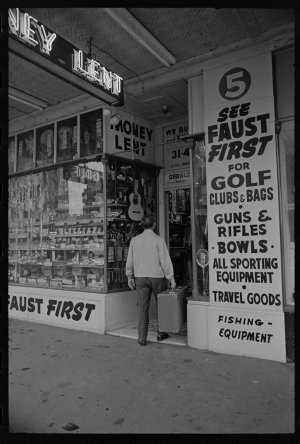 NEY LENT
MONEY
LENT
WE BU
31-4
GERAL
FAUST FIRST
5
SEE
FAUST
FIRST
FOR
GOLF
CLUBS & BAGS
GUNS &
RIFLES
• BOWLS •
ALL SPORTING
EQUIPMENT
•
TRAVEL GOODS
FISHING -
EQUIPMENT